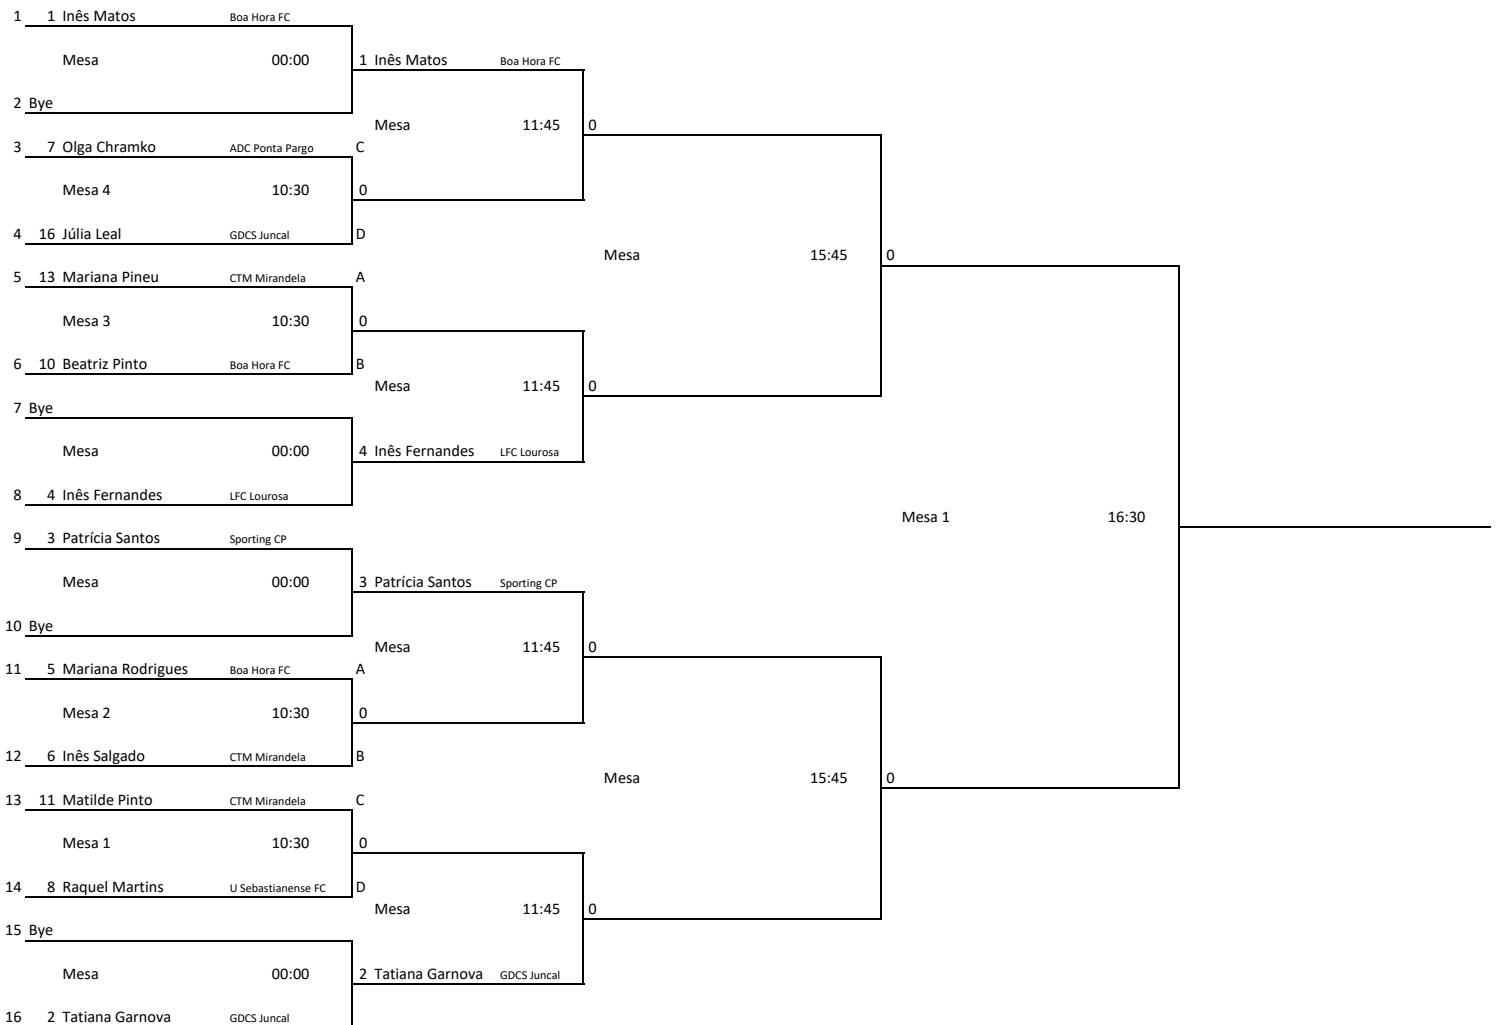 1 1 Inês Matos Boa Hora FC
Mesa 00:00 1 Inês Matos Boa Hora FC
2 Bye
Mesa 11:45 0
3 7 Olga Chramko ADC Ponta Pargo C
Mesa 4 10:30 0
4 16 Júlia Leal GDCS Juncal D
Mesa 15:45 0
5 13 Mariana Pineu CTM Mirandela A
Mesa 3 10:30 0
6 10 Beatriz Pinto Boa Hora FC B
Mesa 11:45 0
7 Bye
Mesa 00:00 4 Inês Fernandes LFC Lourosa
8 4 Inês Fernandes LFC Lourosa
Mesa 1 16:30
9 3 Patrícia Santos Sporting CP
Mesa 00:00 3 Patrícia Santos Sporting CP
10 Bye
Mesa 11:45 0
11 5 Mariana Rodrigues Boa Hora FC A
Mesa 2 10:30 0
12 6 Inês Salgado CTM Mirandela B
Mesa 15:45 0
13 11 Matilde Pinto CTM Mirandela C
Mesa 1 10:30 0
14 8 Raquel Martins U Sebastianense FC D
Mesa 11:45 0
15 Bye
Mesa 00:00 2 Tatiana Garnova GDCS Juncal
16 2 Tatiana Garnova GDCS Juncal